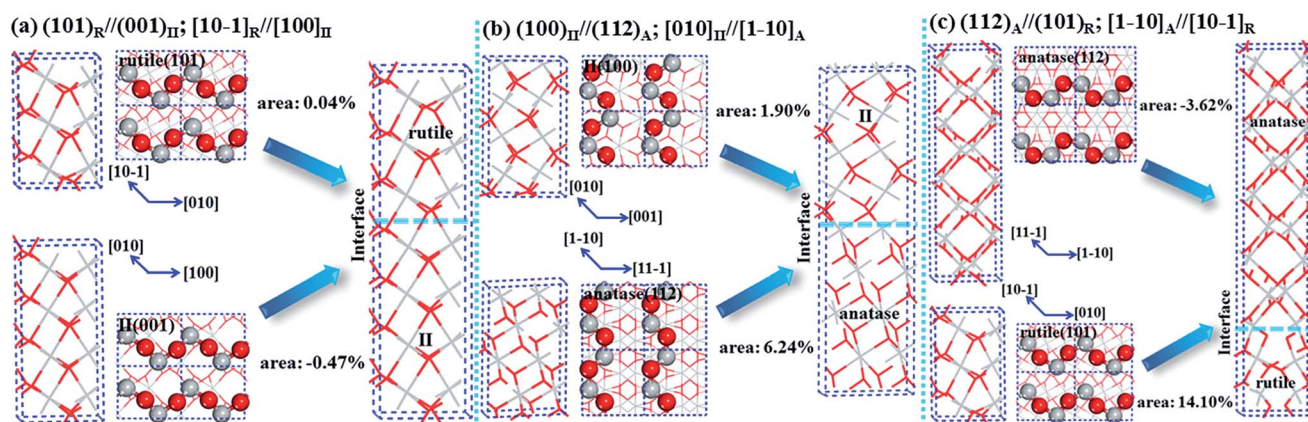 (a) (101)R//(001)II; [10-1]R//[100]II
rutile(101)
area: 0.04%
[10-1]
[010]
[010]
[100]
II(001)
area: -0.47%
rutile
Interface
II
(b) (100)II//(112)A; [010]II//[1-10]A
II(100)
area: 1.90%
[010]
[001]
[1-10]
[11-1]
anatase(112)
area: 6.24%
II
Interface
anatase
(c) (112)A//(101)R; [1-10]A//[10-1]R
anatase(112)
area: -3.62%
[11-1]
[1-10]
[10-1]
[010]
rutile(101)
area: 14.10%
anatase
Interface
rutile